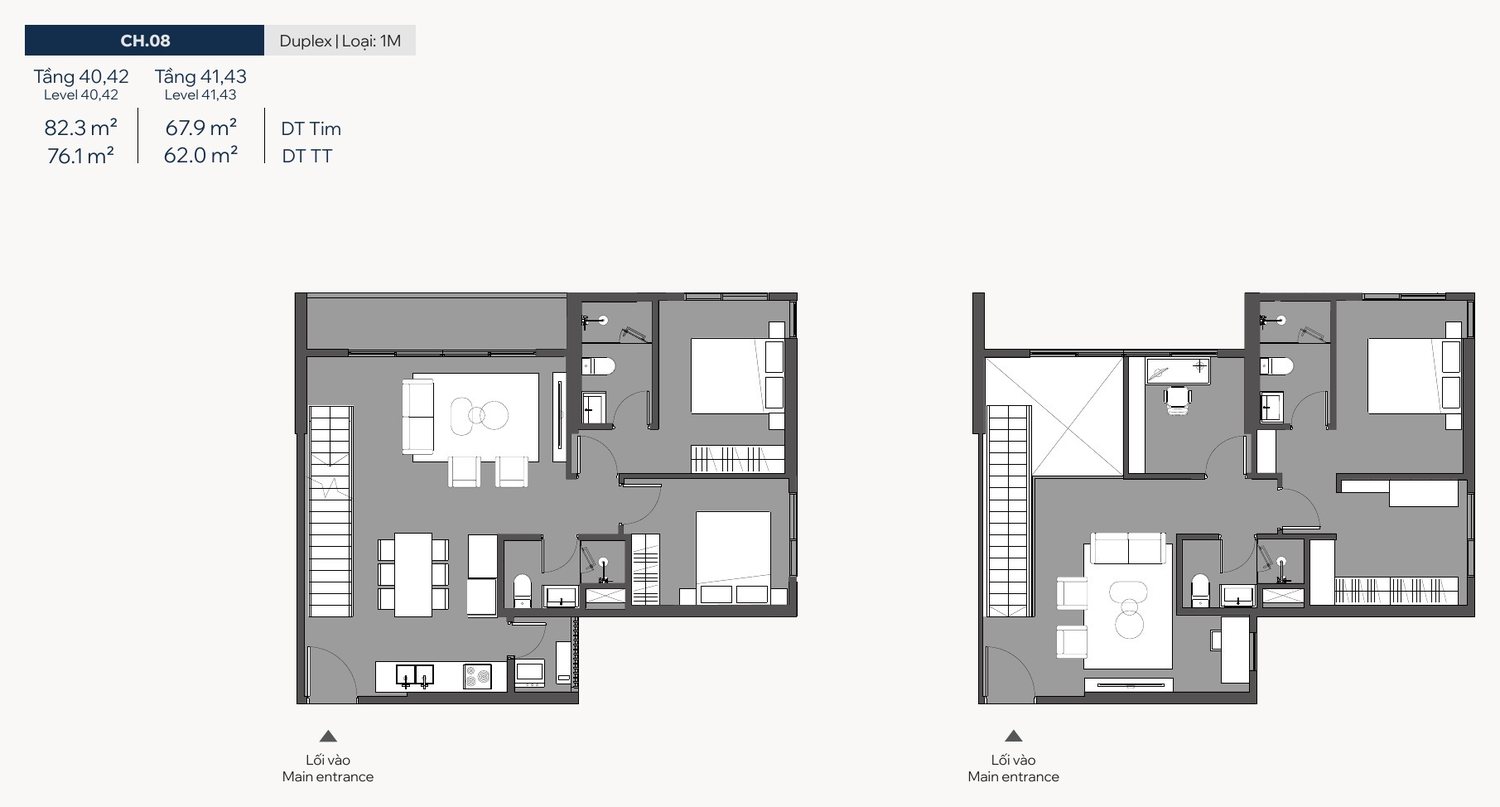 CH.08
Duplex | Loại: 1M
Tầng 40,42
Level 40,42
Tầng 41,43
Level 41,43
82.3 m²
67.9 m²
DT Tim
76.1 m²
62.0 m²
DT TT
Lối vào
Main entrance
Lối vào
Main entrance